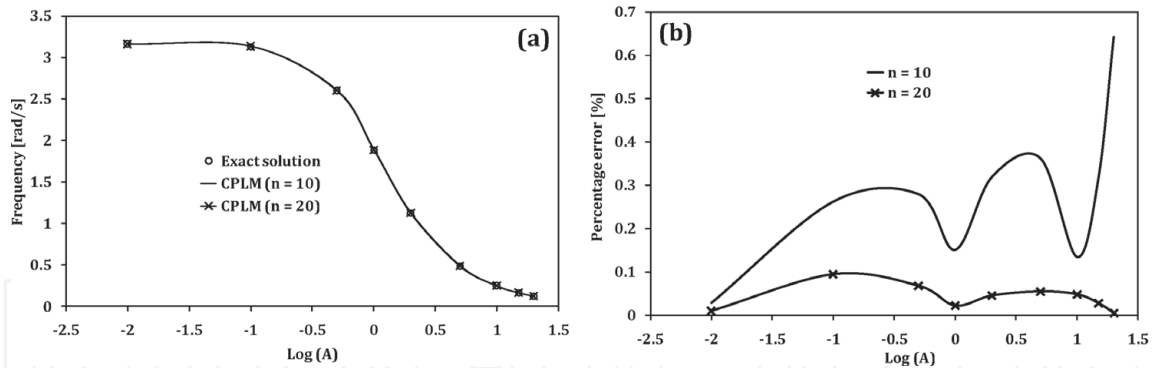 (a)
Frequency [rad/s]
3.5
3
2.5
2
1.5
1
0.5
0
Exact solution
CPLM (n = 10)
CPLM (n = 20)
-2.5 -2 -1.5 -1 -0.5 0 0.5 1 1.5
Log (A)
(b)
Percentage error [%]
0.7
0.6
0.5
0.4
0.3
0.2
0.1
0
n = 10
n = 20
-2.5 -2 -1.5 -1 -0.5 0 0.5 1 1.5
Log (A)